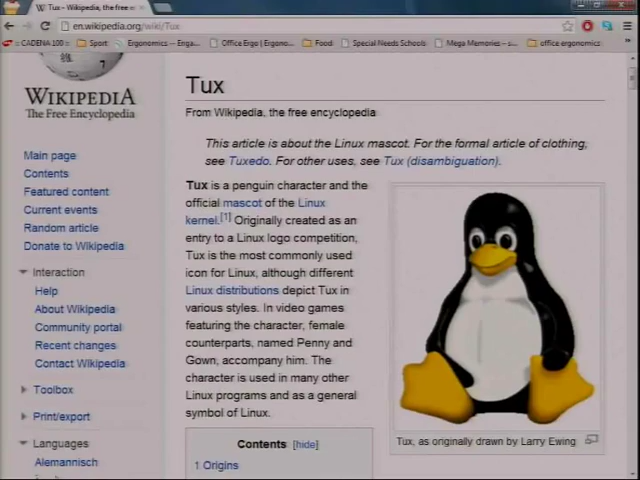 Tux - Wikipedia, the free e
en.wikipedia.org/wiki/Tux
:: CADENA 100 ::
Sport
Ergonomics -- Enga...
Office Ergo | Ergono...
Food
Special Needs Schools
Mega Memories -- s...
office ergonomics
WIKIPEDIA
The Free Encyclopedia
Main page
Contents
Featured content
Current events
Random article
Donate to Wikipedia
Interaction
Help
About Wikipedia
Community portal
Recent changes
Contact Wikipedia
Toolbox
Print/export
Languages
Alemannisch
Tux
From Wikipedia, the free encyclopedia
This article is about the Linux mascot. For the formal article of clothing,
see Tuxedo. For other uses, see Tux (disambiguation).
Tux is a penguin character and the
official mascot of the Linux
kernel.[1] Originally created as an
entry to a Linux logo competition,
Tux is the most commonly used
icon for Linux, although different
Linux distributions depict Tux in
various styles. In video games
featuring the character, female
counterparts, named Penny and
Gown, accompany him. The
character is used in many other
Linux programs and as a general
symbol of Linux.
Tux, as originally drawn by Larry Ewing
Contents [hide]
1 Origins